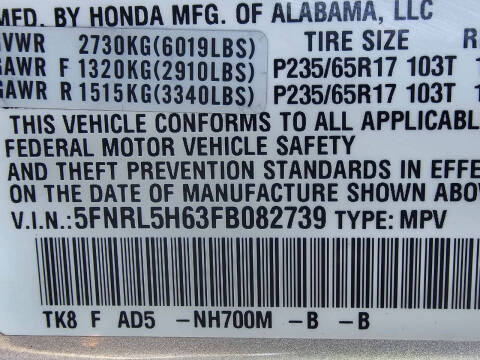 MFD. BY HONDA MFG. OF ALABAMA, LLC
GVWR 2730KG(6019LBS) TIRE SIZE
GAWR F 1320KG(2910LBS) P235/65R17 103T
GAWR R 1515KG(3340LBS) P235/65R17 103T
THIS VEHICLE CONFORMS TO ALL APPLICABLE
FEDERAL MOTOR VEHICLE SAFETY
AND THEFT PREVENTION STANDARDS IN EFFE
ON THE DATE OF MANUFACTURE SHOWN ABOV
V.I.N.: 5FNRL5H63FB082739 TYPE: MPV
TK8 F AD5 -NH700M -B -B